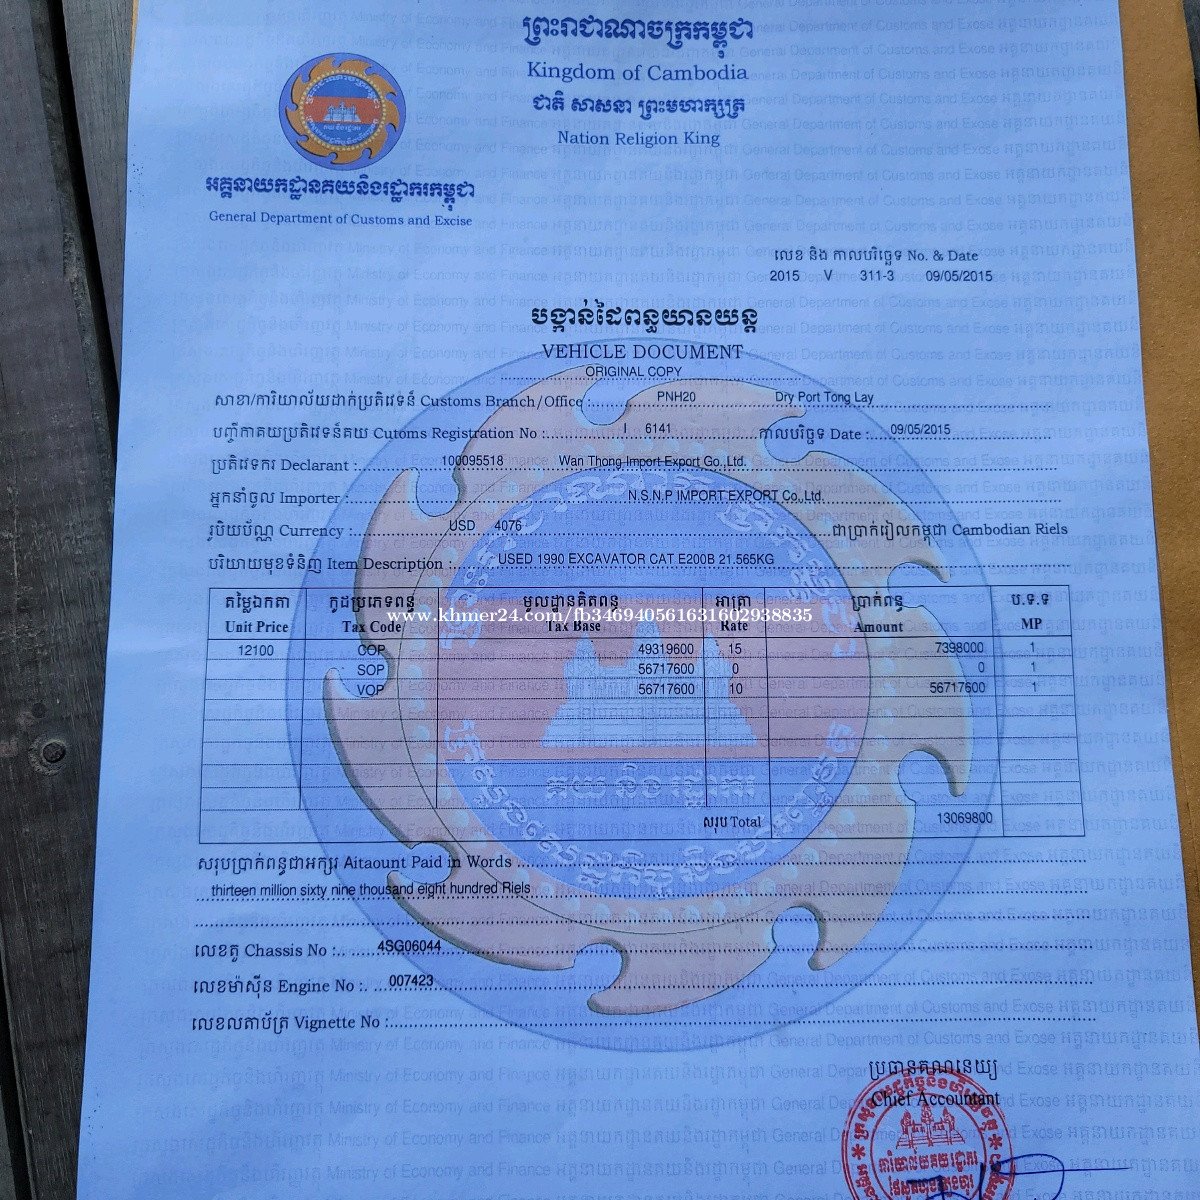 ព្រះរាជាណាចក្រកម្ពុជា
Kingdom of Cambodia
ជាតិ សាសនា ព្រះមហាក្សត្រ
Nation Religion King
អគ្គនាយកដ្ឋានគយនិងរដ្ឋាករកម្ពុជា
General Department of Customs and Excise
លេខ និង កាលបរិច្ឆេទ No. & Date
2015 V 311-3 09/05/2015
បង្កាន់ដៃពន្ធយានយន្ត
VEHICLE DOCUMENT
ORIGINAL COPY
សាខា/ការិយាល័យដាក់ប្រតិវេទន៍ Customs Branch/Office : PNH20 Dry Port Tong Lay
បញ្ជីកាគយប្រតិវេទន៍គយ Cutoms Registration No : I 6141 កាលបរិច្ឆទ Date : 09/05/2015
ប្រតិវេទករ Declarant : 100095518 Wan Thong Import Export Go.,Ltd.
អ្នកនាំចូល Importer : N.S.N.P IMPORT EXPORT Co.,Ltd.
រូបិយប័ណ្ណ Currency : USD 4076 ជាប្រាក់រៀលកម្ពុជា Cambodian Riels
បរិយាយមុខទំនិញ Item Description : USED 1990 EXCAVATOR CAT E200B 21.565KG
តម្លៃឯកតា កូដប្រភេទពន្ធ មូលដ្ឋានគិតពន្ធ អាត្រា ប្រាក់ពន្ធ ប.ទ.ទ
www.khmer24.com/fb3469405616311602938835
Unit Price Tax Code Tax Base Rate Amount MP
12100 COP 49319600 15 7398000 1
SOP 56717600 0 0 1
VOP 56717600 10 56717600 1
សរុប Total 13069800
សរុបប្រាក់ពន្ធជាអក្សរ Aitaount Paid in Words
thirteen million sixty nine thousand eight hundred Riels
លេខតួ Chassis No : 4SG06044
លេខម៉ាស៊ីន Engine No : 007423
លេខលតាប័ត្រ Vignette No :
ប្រធានគណនេយ្យ
Chief Accountant